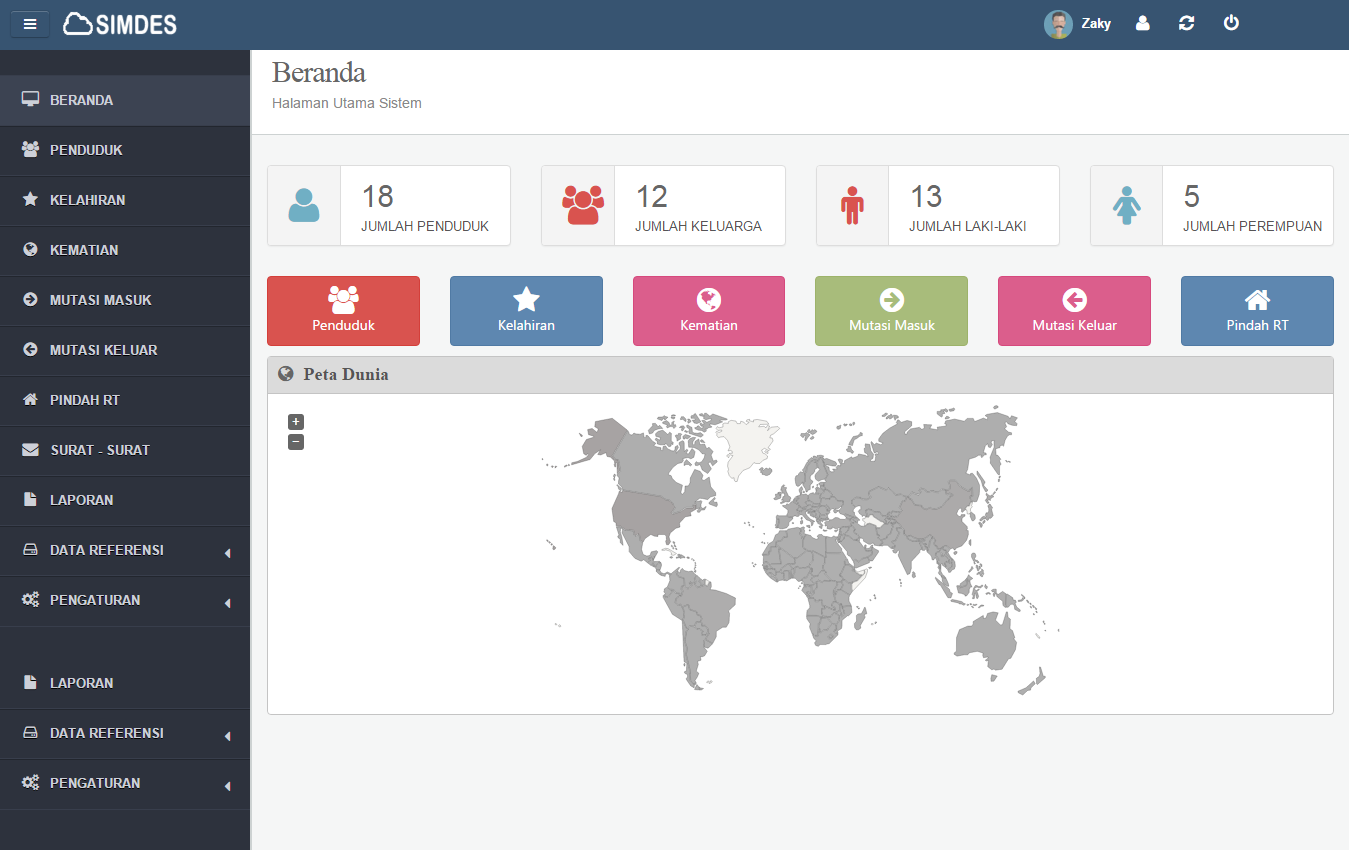 SIMDES
Zaky
BERANDA
PENDUDUK
KELAHIRAN
KEMATIAN
MUTASI MASUK
MUTASI KELUAR
PINDAH RT
SURAT - SURAT
LAPORAN
DATA REFERENSI
PENGATURAN
LAPORAN
DATA REFERENSI
PENGATURAN
Beranda
Halaman Utama Sistem
18
JUMLAH PENDUDUK
12
JUMLAH KELUARGA
13
JUMLAH LAKI-LAKI
5
JUMLAH PEREMPUAN
Penduduk
Kelahiran
Kematian
Mutasi Masuk
Mutasi Keluar
Pindah RT
Peta Dunia
+
−